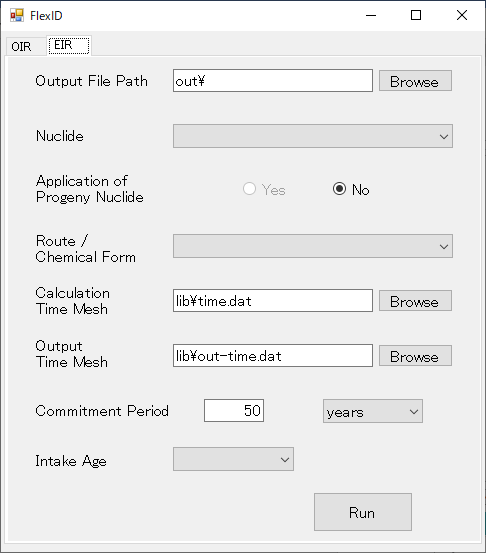 FlexID
OIR EIR
Output File Path out¥ Browse
Nuclide
Application of
Progeny Nuclide
Yes No
Route /
Chemical Form
Calculation
Time Mesh
lib¥time.dat Browse
Output
Time Mesh
lib¥out-time.dat Browse
Commitment Period 50 years
Intake Age
Run